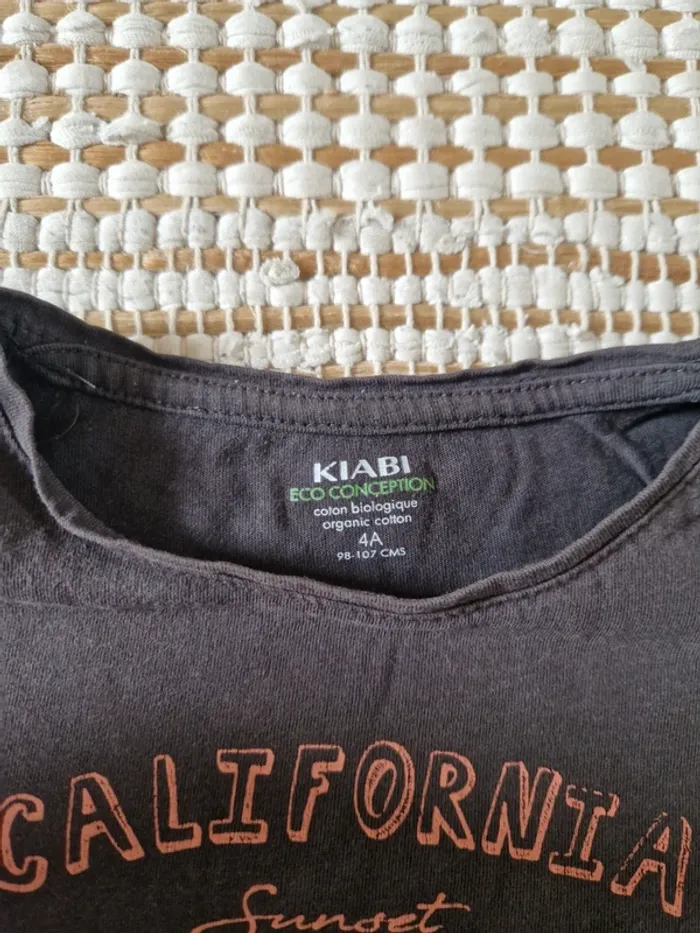 KIABI
ECO CONCEPTION
coton biologique
organic cotton
4A
98-107 CMS
CALIFORNIA
Sunset